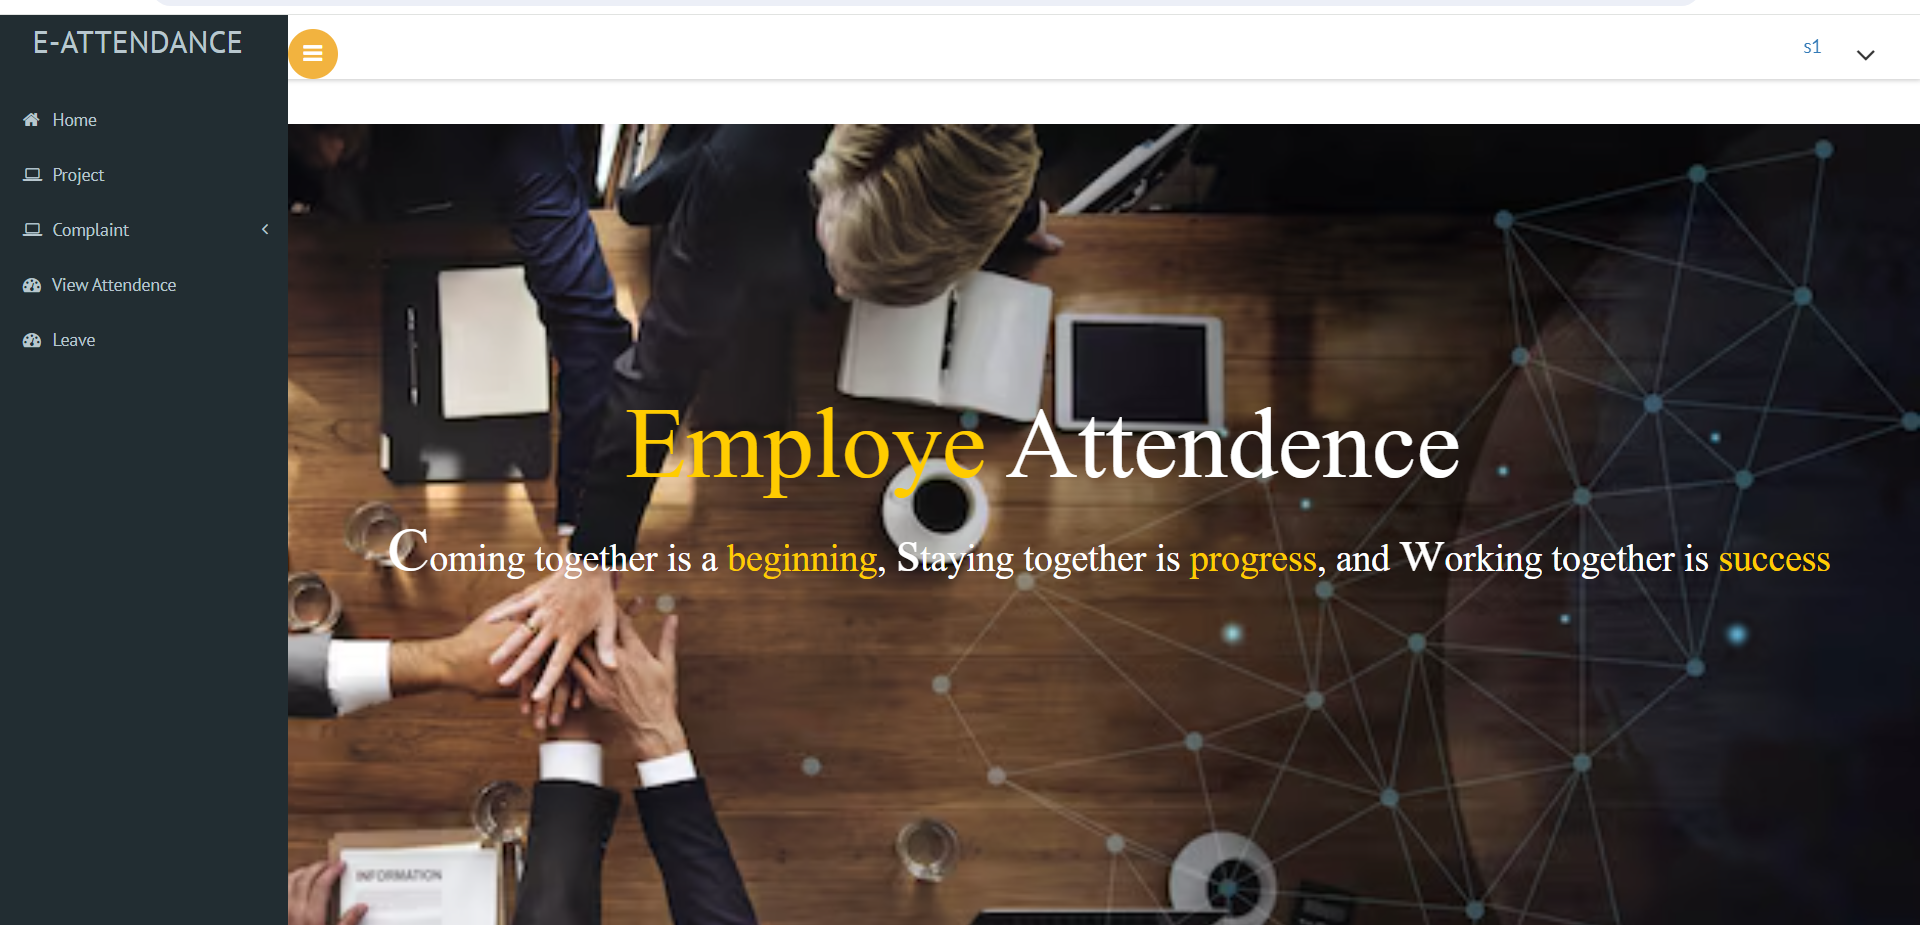 E-ATTENDANCE
s1
Home
Project
Complaint
View Attendence
Leave
Employe Attendence
Coming together is a beginning, Staying together is progress, and Working together is success
INFORMATION